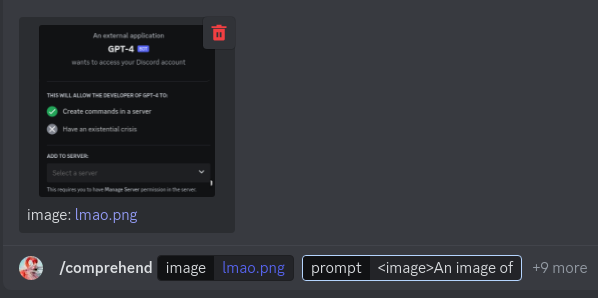 An external application
GPT-4 BOT
wants to access your Discord account
THIS WILL ALLOW THE DEVELOPER OF GPT-4 TO:
Create commands in a server
Have an existential crisis
ADD TO SERVER:
Select a server
This requires you to have Manage Server permission in the server.
image: lmao.png
/comprehend image lmao.png prompt <image>An image of +9 more